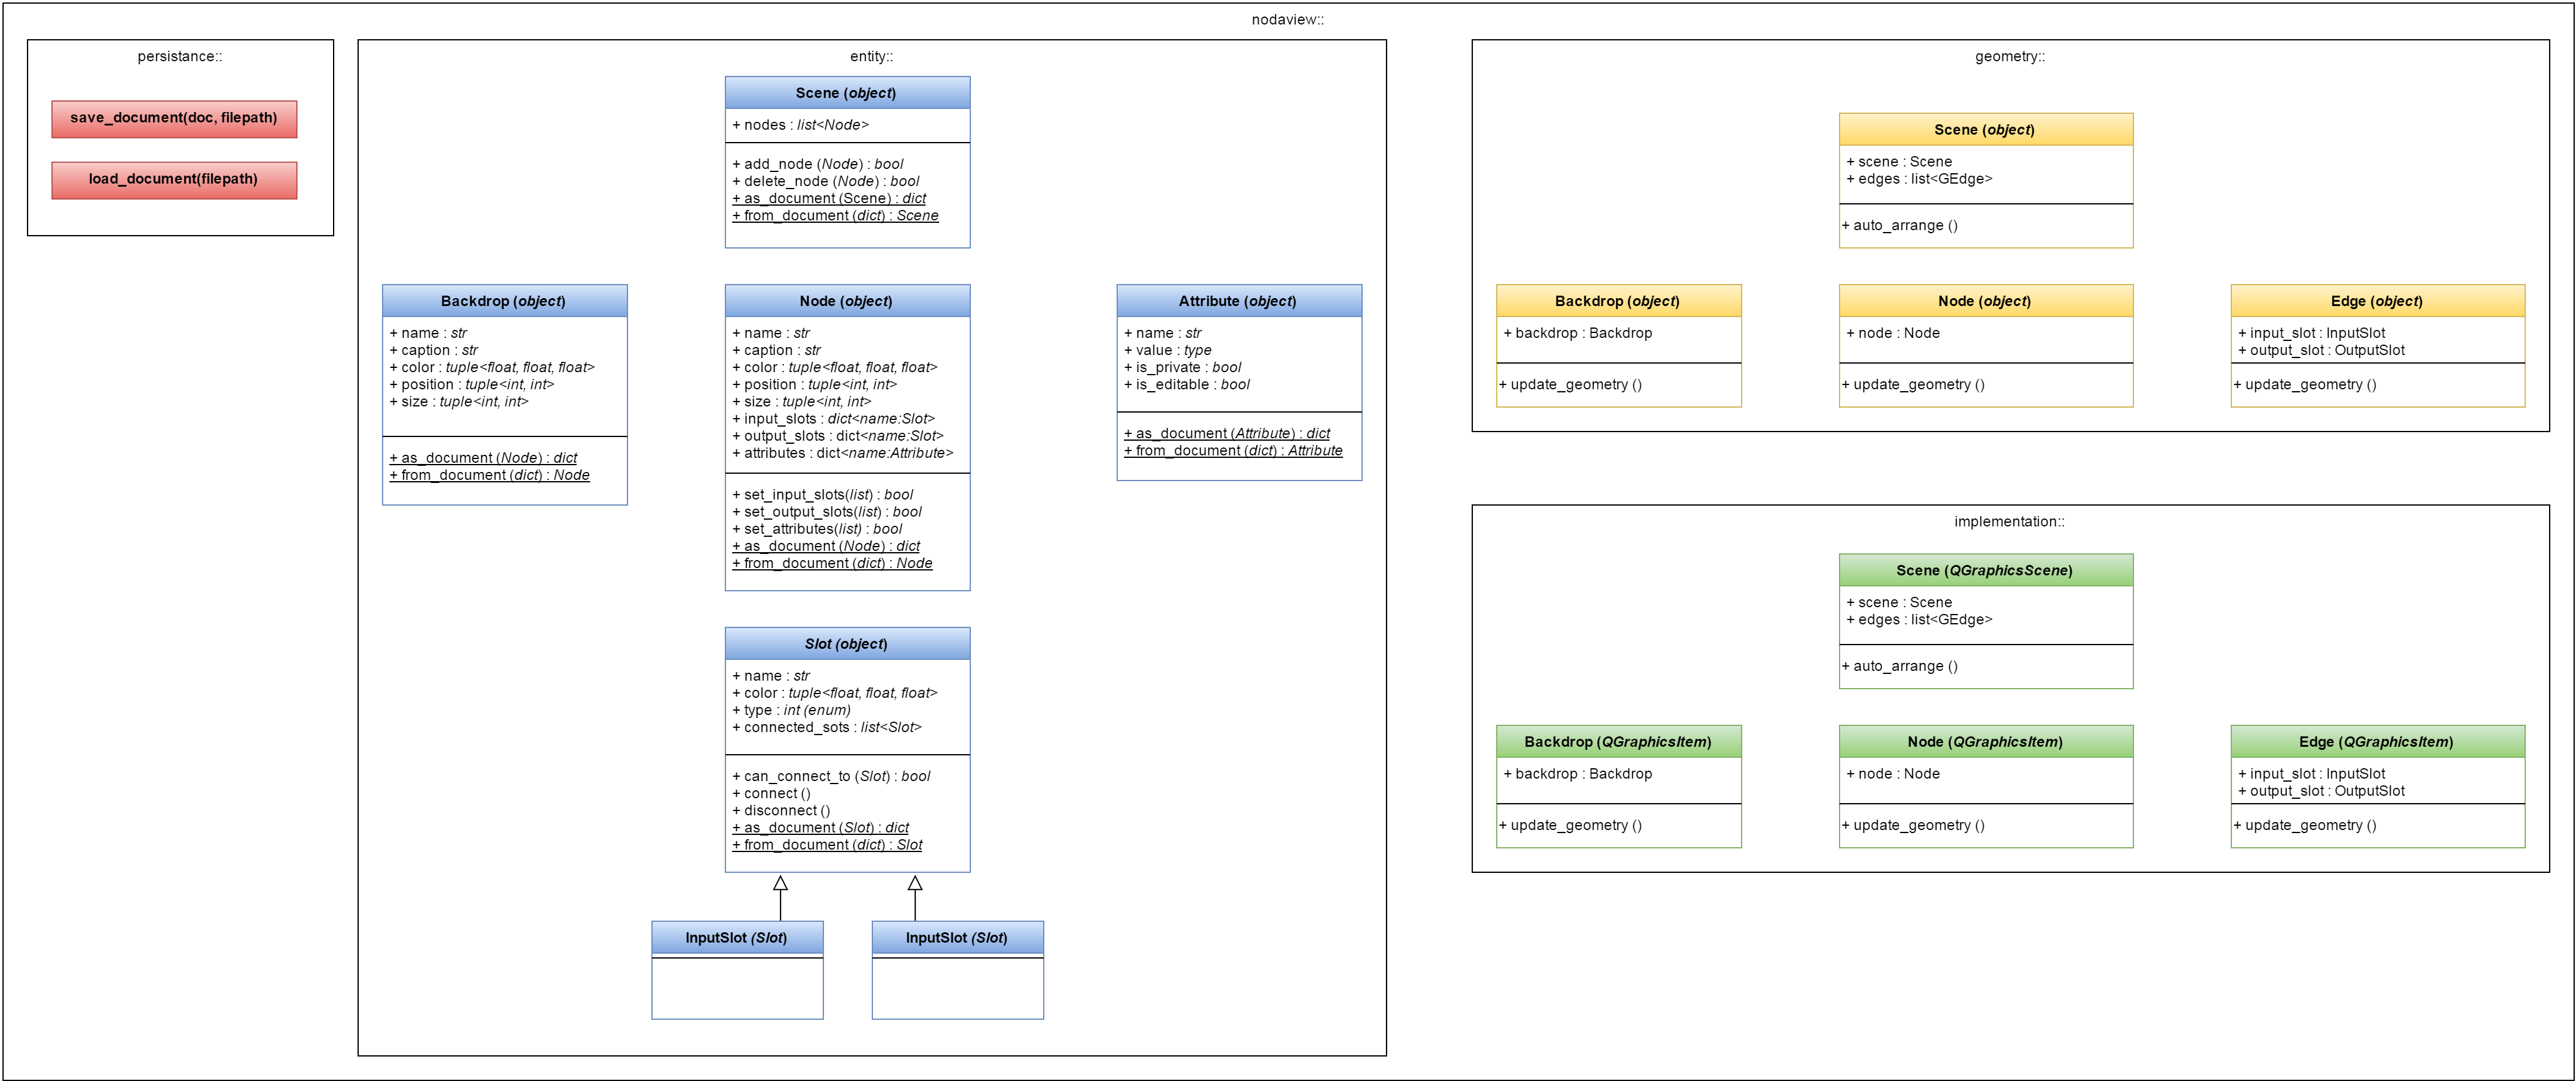 nodaview::
persistance::
save_document(doc, filepath)
load_document(filepath)
entity::
Scene (object)
+ nodes : list<Node>
+ add_node (Node) : bool
+ delete_node (Node) : bool
+ as_document (Scene) : dict
+ from_document (dict) : Scene
Backdrop (object)
+ name : str
+ caption : str
+ color : tuple<float, float, float>
+ position : tuple<int, int>
+ size : tuple<int, int>
+ as_document (Node) : dict
+ from_document (dict) : Node
Node (object)
+ name : str
+ caption : str
+ color : tuple<float, float, float>
+ position : tuple<int, int>
+ size : tuple<int, int>
+ input_slots : dict<name:Slot>
+ output_slots : dict<name:Slot>
+ attributes : dict<name:Attribute>
+ set_input_slots(list) : bool
+ set_output_slots(list) : bool
+ set_attributes(list) : bool
+ as_document (Node) : dict
+ from_document (dict) : Node
Attribute (object)
+ name : str
+ value : type
+ is_private : bool
+ is_editable : bool
+ as_document (Attribute) : dict
+ from_document (dict) : Attribute
Slot (object)
+ name : str
+ color : tuple<float, float, float>
+ type : int (enum)
+ connected_sots : list<Slot>
+ can_connect_to (Slot) : bool
+ connect ()
+ disconnect ()
+ as_document (Slot) : dict
+ from_document (dict) : Slot
InputSlot (Slot)
InputSlot (Slot)
geometry::
Scene (object)
+ scene : Scene
+ edges : list<GEdge>
+ auto_arrange ()
Backdrop (object)
+ backdrop : Backdrop
+ update_geometry ()
Node (object)
+ node : Node
+ update_geometry ()
Edge (object)
+ input_slot : InputSlot
+ output_slot : OutputSlot
+ update_geometry ()
implementation::
Scene (QGraphicsScene)
+ scene : Scene
+ edges : list<GEdge>
+ auto_arrange ()
Backdrop (QGraphicsItem)
+ backdrop : Backdrop
+ update_geometry ()
Node (QGraphicsItem)
+ node : Node
+ update_geometry ()
Edge (QGraphicsItem)
+ input_slot : InputSlot
+ output_slot : OutputSlot
+ update_geometry ()